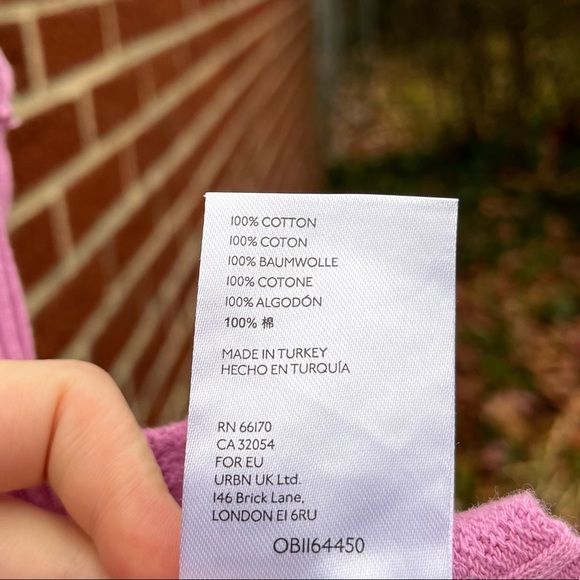 100% COTTON
100% COTON
100% BAUMWOLLE
100% COTONE
100% ALGODÓN
100% 棉
MADE IN TURKEY
HECHO EN TURQUÍA
RN 66170
CA 32054
FOR EU
URBN UK Ltd.
146 Brick Lane,
LONDON E1 6RU
OB1164450